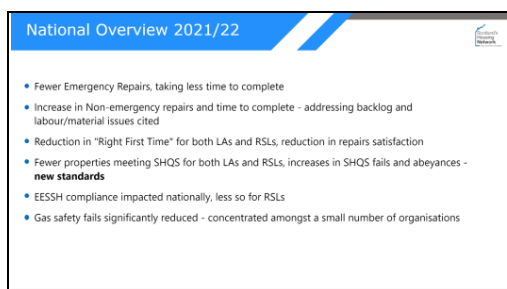 National Overview 2021/22
Scotland's
Housing
Network
Fewer Emergency Repairs, taking less time to complete
Increase in Non-emergency repairs and time to complete - addressing backlog and
labour/material issues cited
Reduction in "Right First Time" for both LAs and RSLs, reduction in repairs satisfaction
Fewer properties meeting SHQS for both LAs and RSLs, increases in SHQS fails and abeyances -
new standards
EESSH compliance impacted nationally, less so for RSLs
Gas safety fails significantly reduced - concentrated amongst a small number of organisations